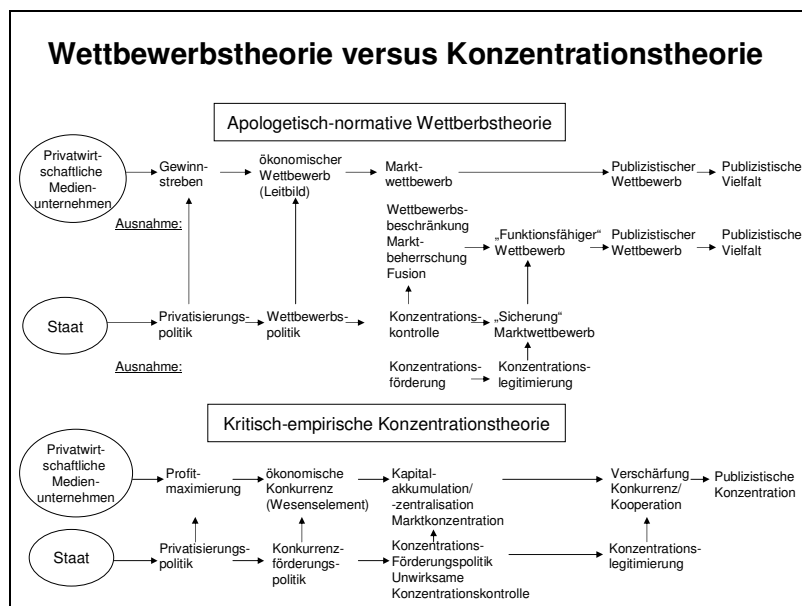 Wettbewerbstheorie versus Konzentrationstheorie
Apologetisch-normative Wettberbstheorie
Privatwirt-
schaftliche
Medien-
unternehmen
Gewinn-
streben
ökonomischer
Wettbewerb
(Leitbild)
Markt-
wettbewerb
Publizistischer
Wettbewerb
Publizistische
Vielfalt
Ausnahme:
Wettbewerbs-
beschränkung
Markt-
beherrschung
Fusion
„Funktionsfähiger“
Wettbewerb
Publizistischer
Wettbewerb
Publizistische
Vielfalt
Staat
Privatisierungs-
politik
Wettbewerbs-
politik
Konzentrations-
kontrolle
„Sicherung“
Marktwettbewerb
Ausnahme:
Konzentrations-
förderung
Konzentrations-
legitimierung
Kritisch-empirische Konzentrationstheorie
Privatwirt-
schaftliche
Medien-
unternehmen
Profit-
maximierung
ökonomische
Konkurrenz
(Wesenselement)
Kapital-
akkumulation/
-zentralisation
Marktkonzentration
Verschärfung
Konkurrenz/
Kooperation
Publizistische
Konzentration
Staat
Privatisierungs-
politik
Konkurrenz-
förderungs-
politik
Konzentrations-
Förderungspolitik
Unwirksame
Konzentrationskontrolle
Konzentrations-
legitimierung